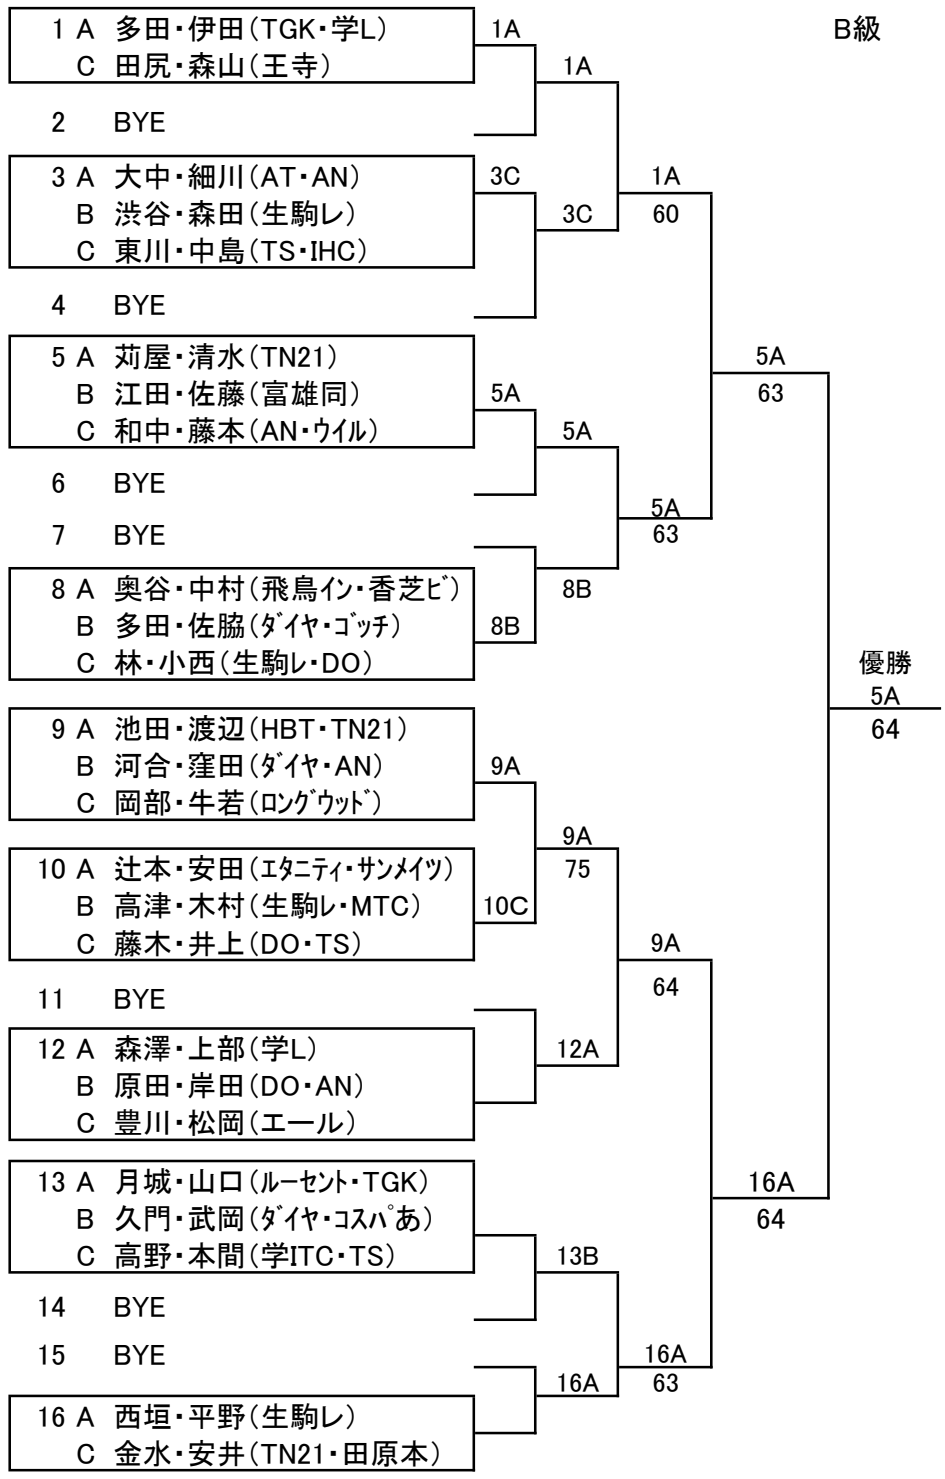 B級
1 A 多田・伊田(TGK・学L)
C 田尻・森山(王寺)
2 BYE
3 A 大中・細川(AT・AN)
B 渋谷・森田(生駒レ)
C 東川・中島(TS・IHC)
4 BYE
5 A 苅屋・清水(TN21)
B 江田・佐藤(富雄同)
C 和中・藤本(AN・ウイル)
6 BYE
7 BYE
8 A 奥谷・中村(飛鳥イン・香芝ビ)
B 多田・佐脇(ダイヤ・ゴッチ)
C 林・小西(生駒レ・DO)
9 A 池田・渡辺(HBT・TN21)
B 河合・窪田(ダイヤ・AN)
C 岡部・牛若(ロングウッド)
10 A 辻本・安田(エタニティ・サンメイツ)
B 高津・木村(生駒レ・MTC)
C 藤木・井上(DO・TS)
11 BYE
12 A 森澤・上部(学L)
B 原田・岸田(DO・AN)
C 豊川・松岡(エール)
13 A 月城・山口(ルーセント・TGK)
B 久門・武岡(ダイヤ・コスパあ)
C 高野・本間(学ITC・TS)
14 BYE
15 BYE
16 A 西垣・平野(生駒レ)
C 金水・安井(TN21・田原本)
1A
3C
5A
8B
9A
10C
1A
3C
5A
8B
9A
75
12A
13B
16A
1A
60
5A
63
9A
64
16A
63
5A
63
16A
64
優勝
5A
64